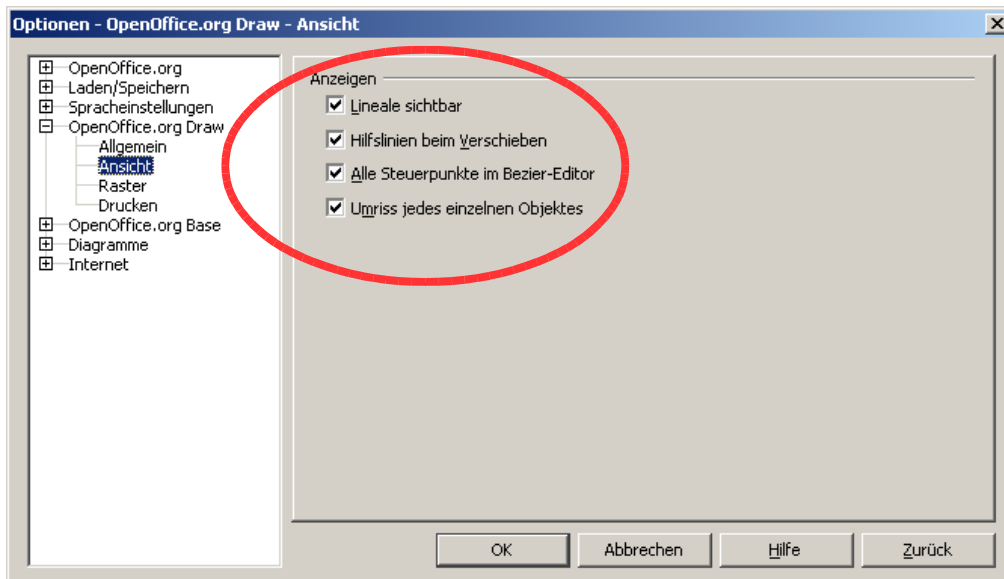 Optionen - OpenOffice.org Draw - Ansicht
OpenOffice.org
Laden/Speichern
Spracheinstellungen
OpenOffice.org Draw
Allgemein
Ansicht
Raster
Drucken
OpenOffice.org Base
Diagramme
Internet
Anzeigen
Lineale sichtbar
Hilfslinien beim Verschieben
Alle Steuerpunkte im Bezier-Editor
Umriss jedes einzelnen Objektes
OK
Abbrechen
Hilfe
Zurück